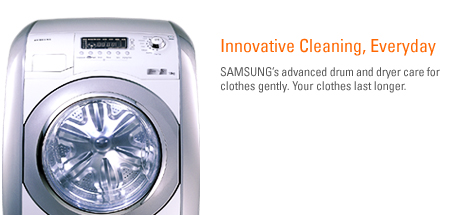 Innovative Cleaning, Everyday
SAMSUNG's advanced drum and dryer care for
clothes gently. Your clothes last longer.